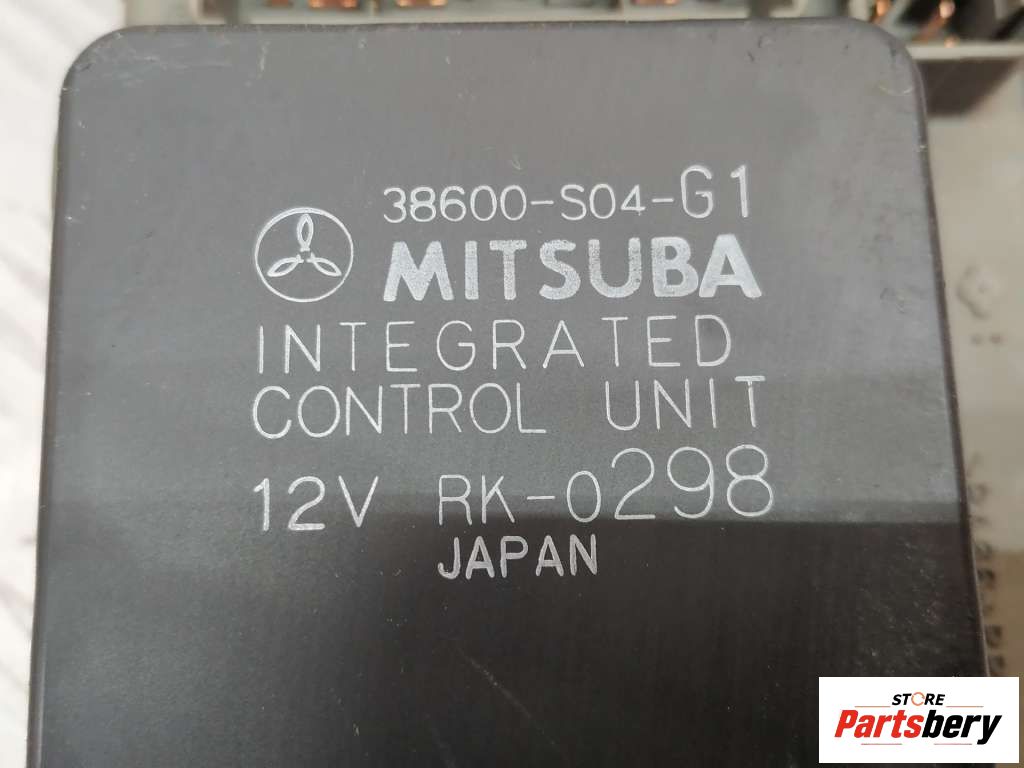 38600-S04-G1
MITSUBA
INTEGRATED
CONTROL UNIT
12V RK-0298
JAPAN
STORE
Partsbery